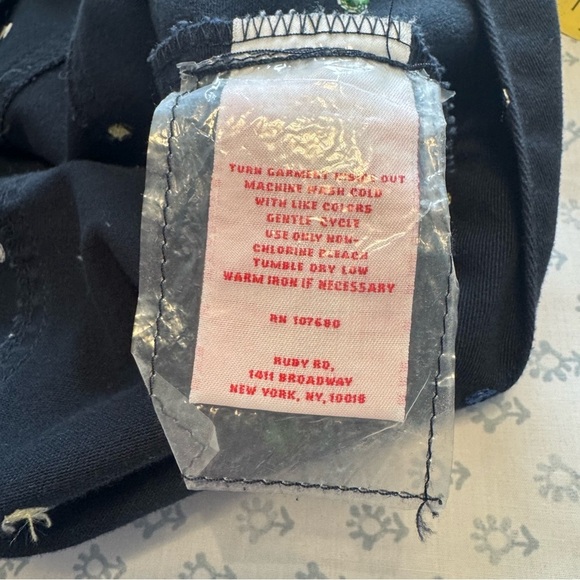 TURN GARMENT INSIDE OUT
MACHINE WASH COLD
WITH LIKE COLORS
GENTLE CYCLE
USE ONLY NON-
CHLORINE BLEACH
TUMBLE DRY LOW
WARM IRON IF NECESSARY
RN 107680
RUBY RD,
1411 BROADWAY
NEW YORK, NY, 10018